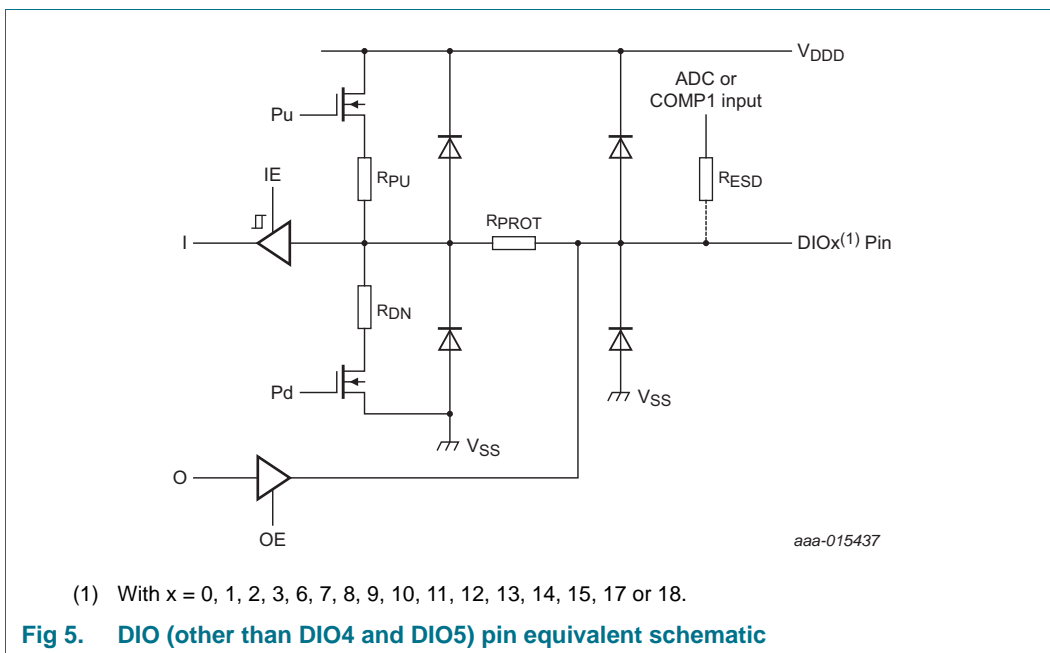 VDDD
ADC or
COMP1 input
Pu
RPU
RESD
IE
RPROT
I
DIOx(1) Pin
RDN
Pd
VSS
VSS
O
OE
aaa-015437
(1) With x = 0, 1, 2, 3, 6, 7, 8, 9, 10, 11, 12, 13, 14, 15, 17 or 18.
Fig 5. DIO (other than DIO4 and DIO5) pin equivalent schematic